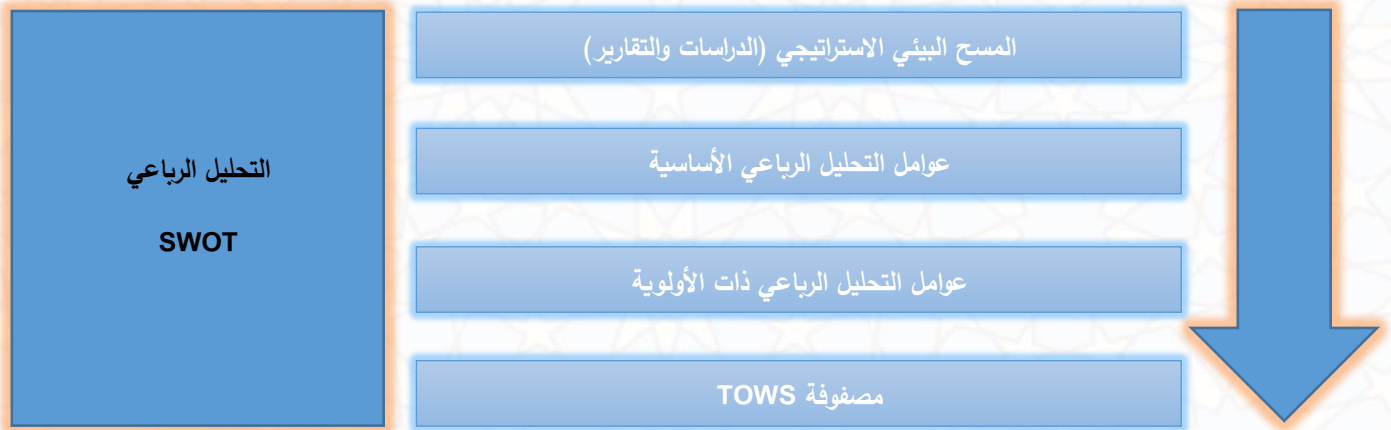 المسح البيئي الاستراتيجي (الدراسات والتقارير)
عوامل التحليل الرباعي الأساسية
عوامل التحليل الرباعي ذات الأولوية
مصفوفة TOWS
التحليل الرباعي
SWOT